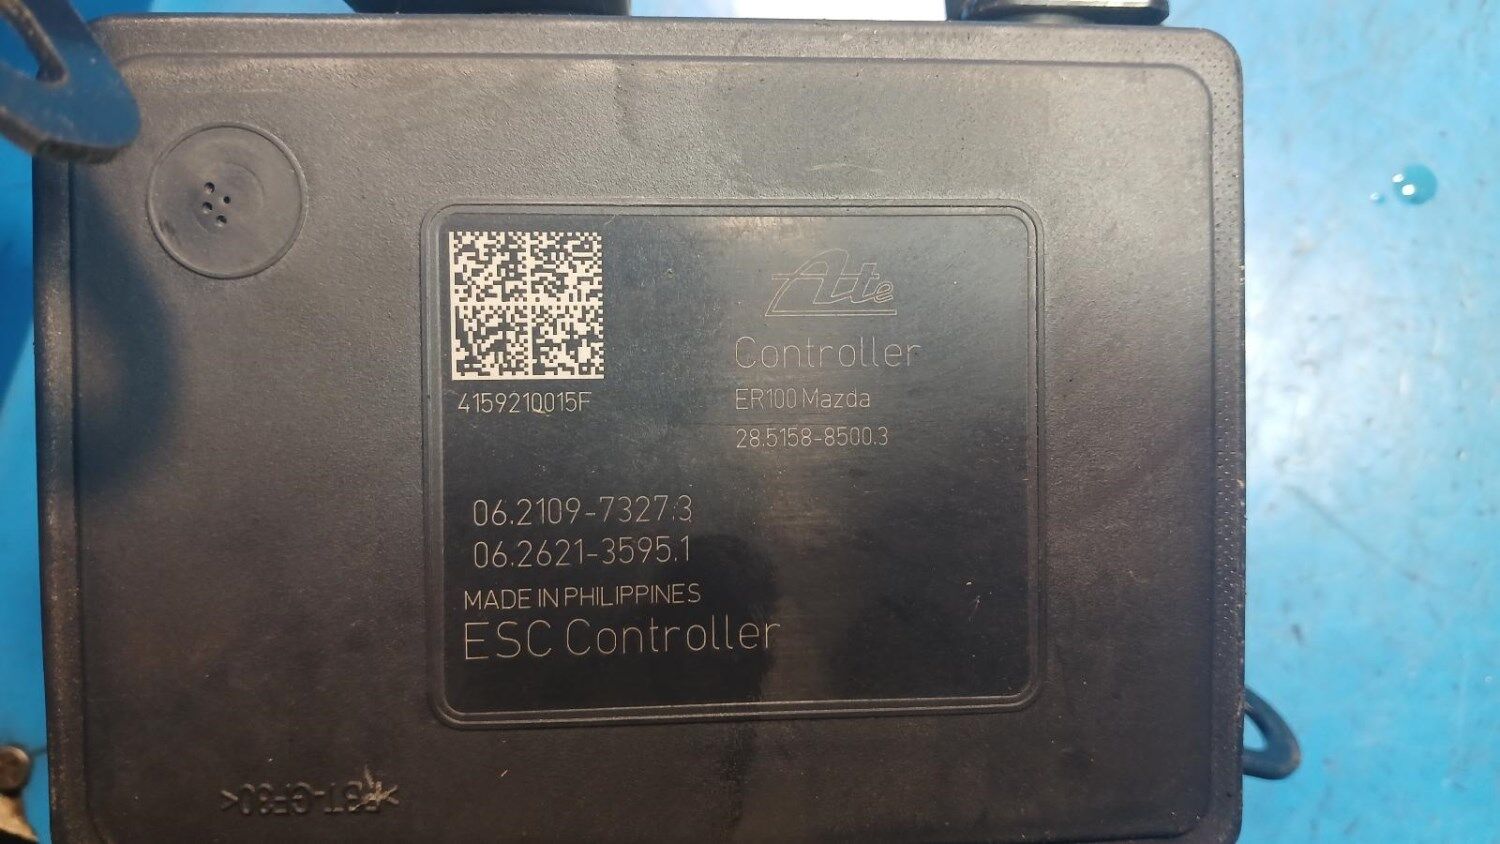 Ate
Controller
ER100 Mazda
28.5158-8500.3
4159210015F
06.2109-7327.3
06.2621-3595.1
MADE IN PHILIPPINES
ESC Controller